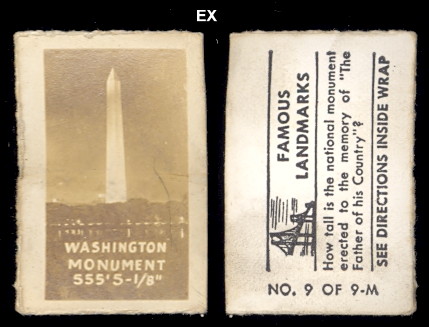 EX
WASHINGTON
MONUMENT
555'5-1/8"
FAMOUS
LANDMARKS
How tall is the national monument
erected to the memory of "The
Father of his Country"?
SEE DIRECTIONS INSIDE WRAP
NO. 9 OF 9-M